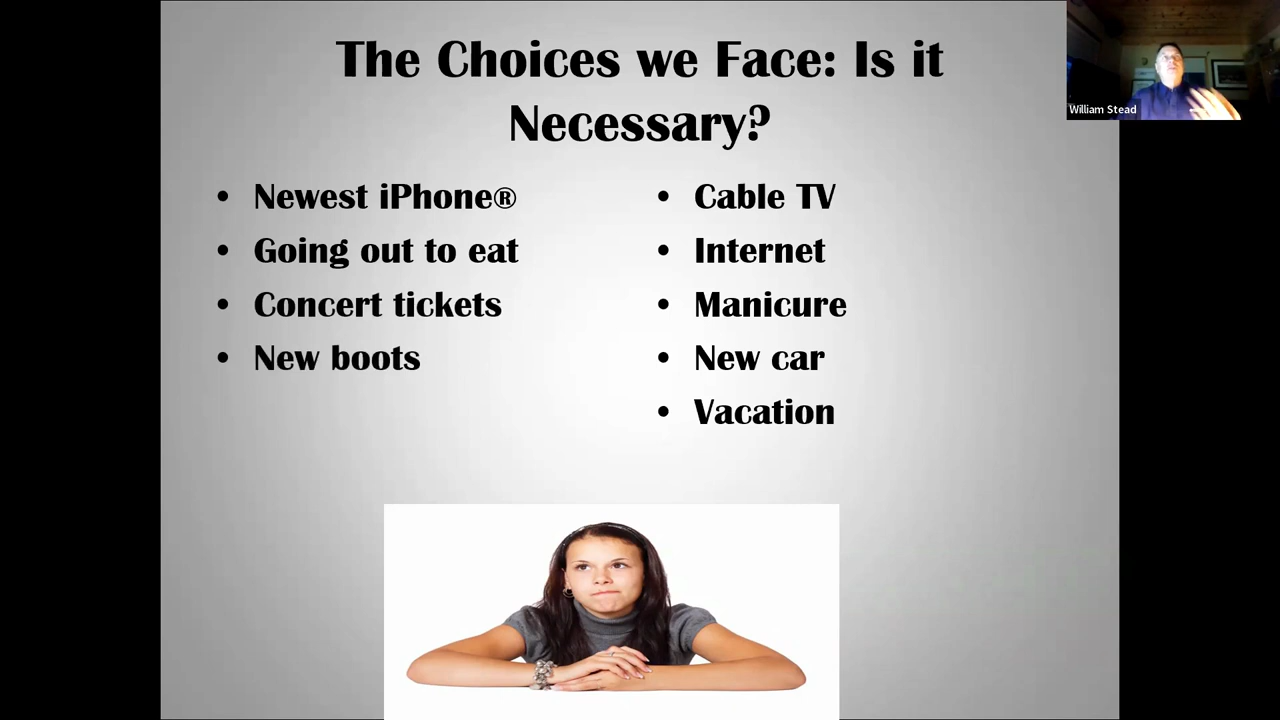 The Choices we Face: Is it
Necessary?
• Newest iPhone®
• Going out to eat
• Concert tickets
• New boots
• Cable TV
• Internet
• Manicure
• New car
• Vacation
William Stead